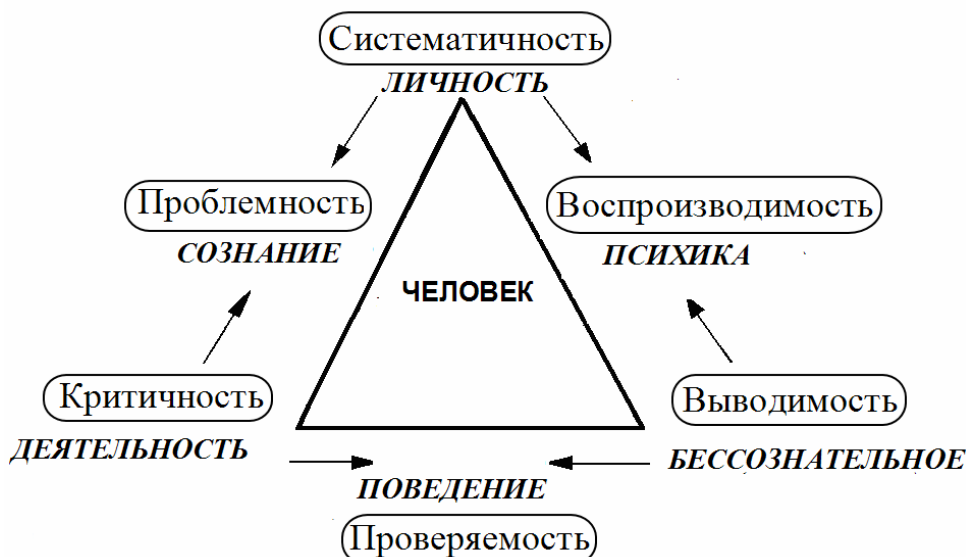 Систематичность
ЛИЧНОСТЬ
Проблемность
СОЗНАНИЕ
Воспроизводимость
ПСИХИКА
ЧЕЛОВЕК
Критичность
ДЕЯТЕЛЬНОСТЬ
Выводимость
БЕССОЗНАТЕЛЬНОЕ
ПОВЕДЕНИЕ
Проверяемость